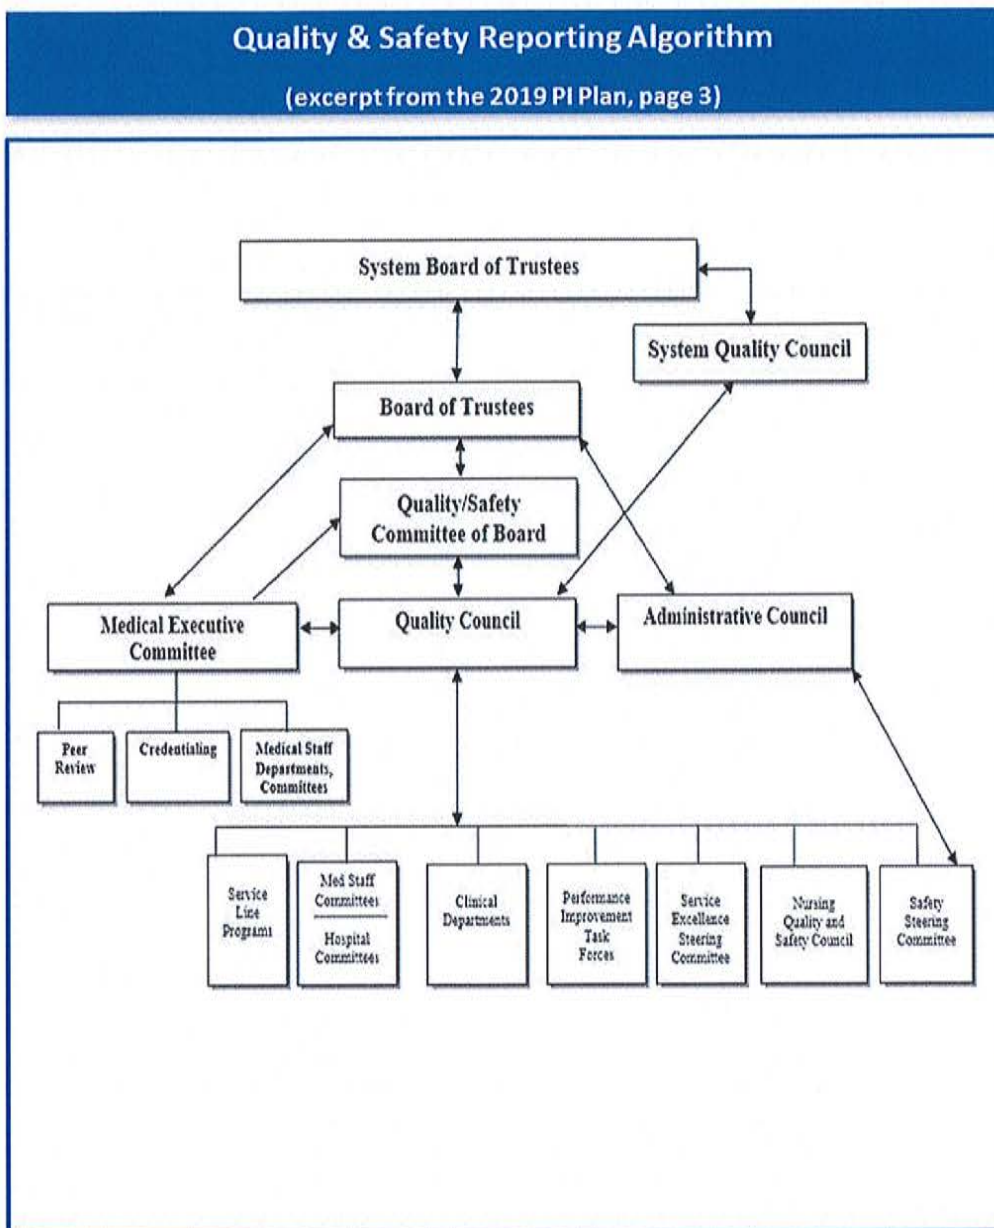 Quality & Safety Reporting Algorithm
(excerpt from the 2019 PI Plan, page 3)
System Board of Trustees
System Quality Council
Board of Trustees
Quality/Safety
Committee of Board
Medical Executive
Committee
Quality Council
Administrative Council
Peer
Review
Credentialing
Medical Staff
Departments,
Committees
Service
Line
Programs
Med Staff
Committees
Hospital
Committees
Clinical
Departments
Performance
Improvement
Task
Forces
Service
Excellence
Steering
Committee
Nursing
Quality and
Safety Council
Safety
Steering
Committee